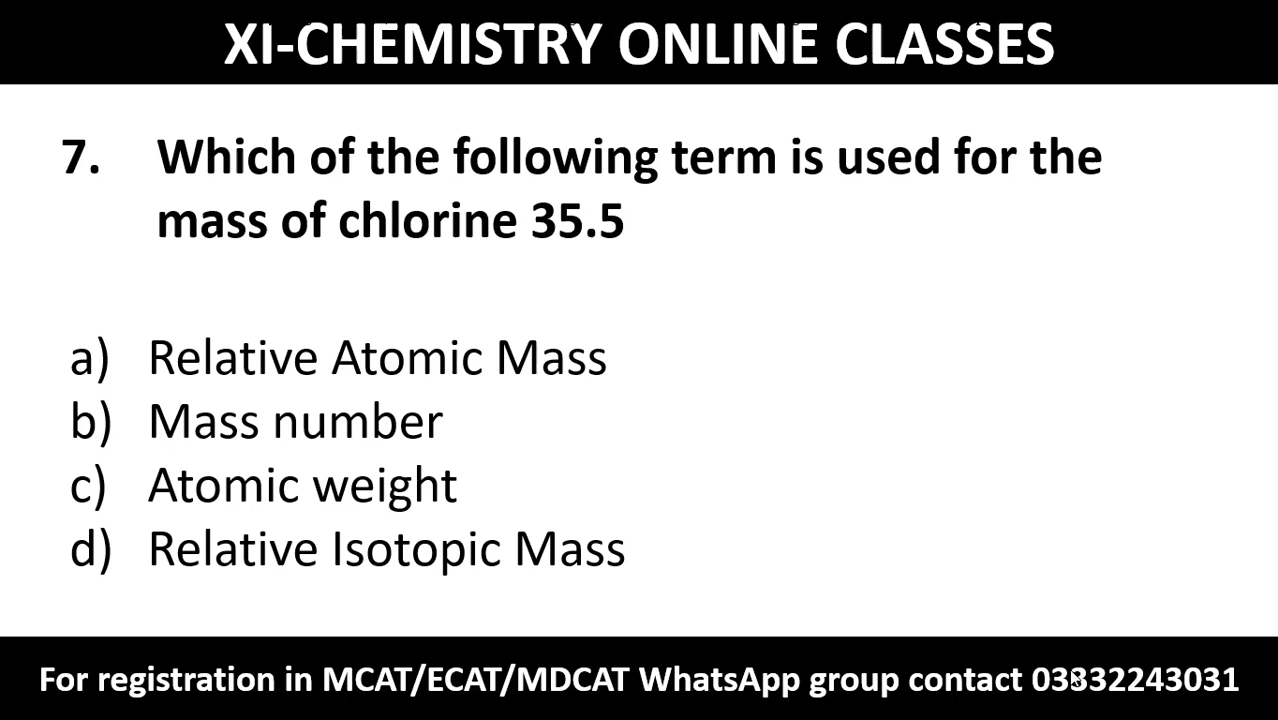 XI-CHEMISTRY ONLINE CLASSES
7. Which of the following term is used for the
mass of chlorine 35.5
a) Relative Atomic Mass
b) Mass number
c) Atomic weight
d) Relative Isotopic Mass
For registration in MCAT/ECAT/MDCAT WhatsApp group contact 03332243031